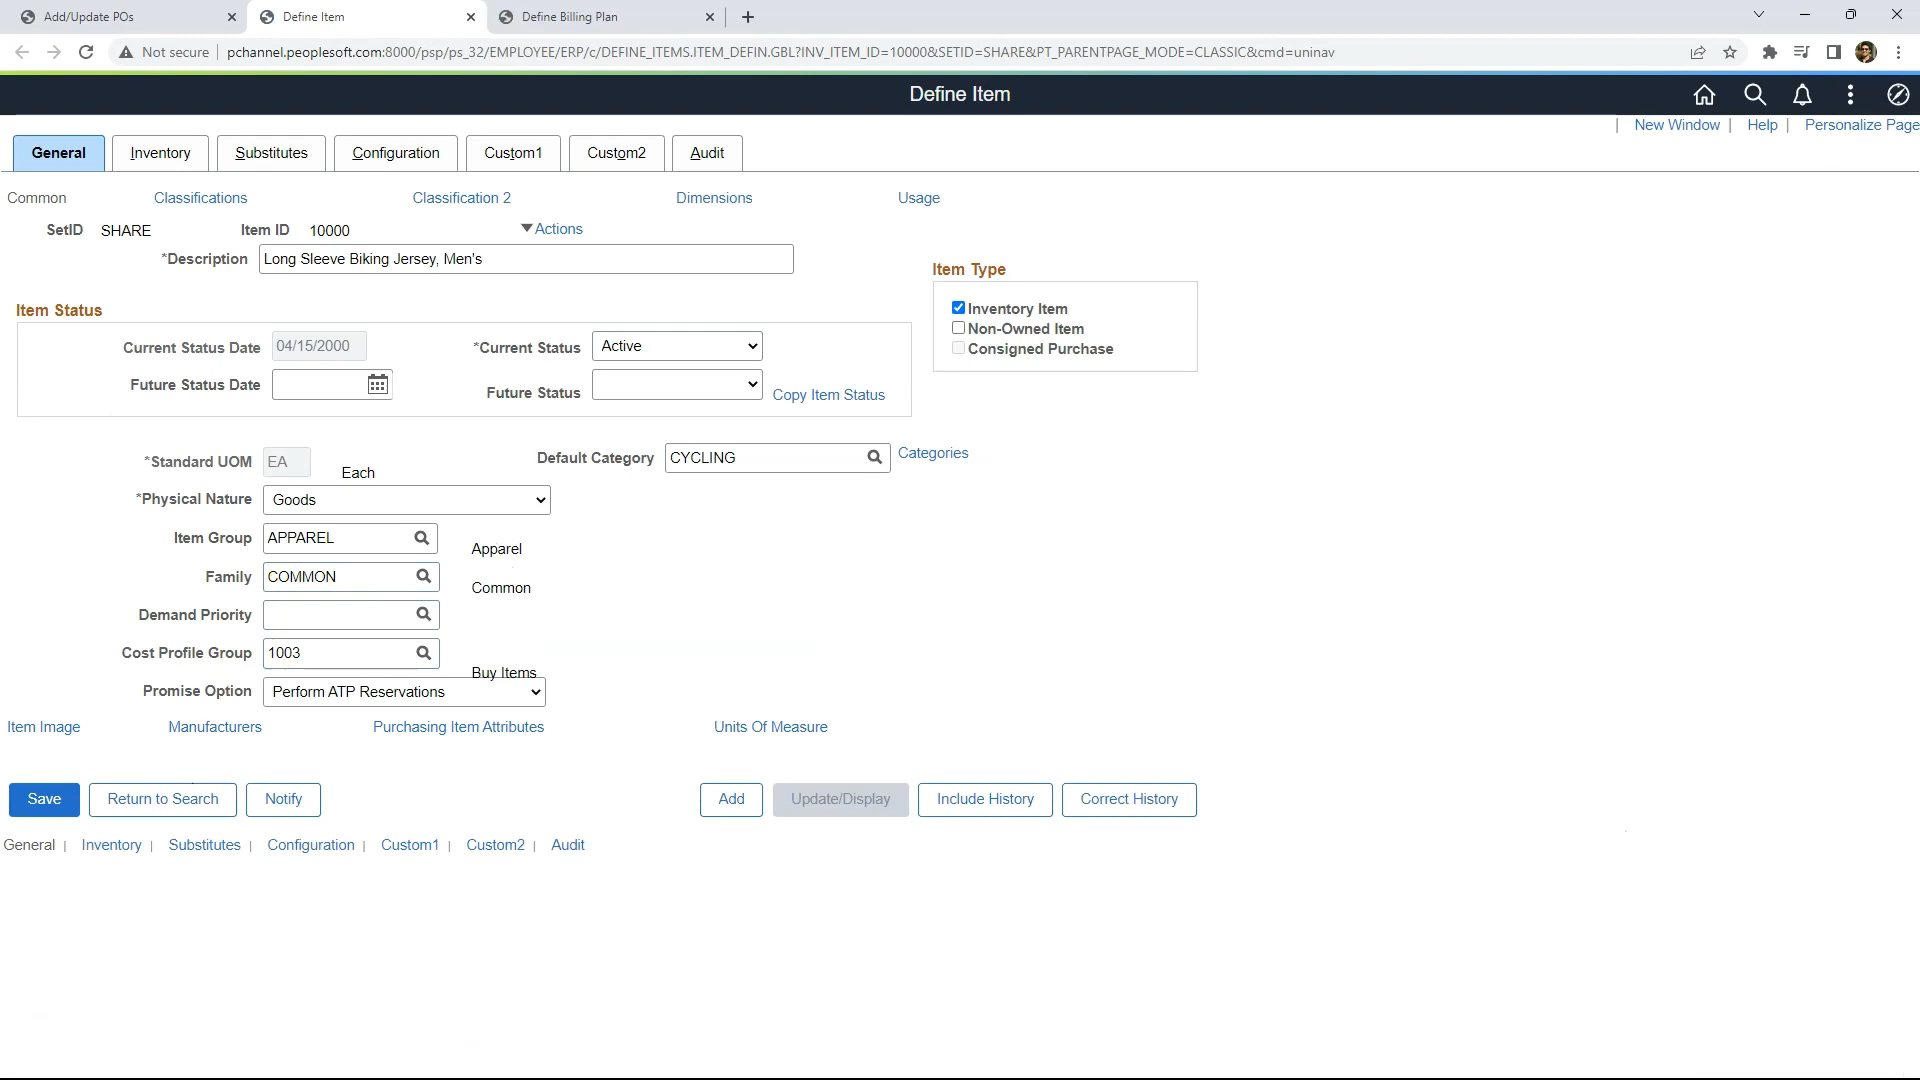 Add/Update POs
Define Item
Define Billing Plan
Not secure
pchannel.peoplesoft.com:8000/psp/ps_32/EMPLOYEE/ERP/c/DEFINE_ITEMS.ITEM_DEFIN.GBL?INV_ITEM_ID=10000&SETID=SHARE&PT_PARENTPAGE_MODE=CLASSIC&cmd=uninav
Define Item
| New Window | Help | Personalize Page
General Inventory Substitutes Configuration Custom1 Custom2 Audit
Common Classifications Classification 2 Dimensions Usage
SetID SHARE Item ID 10000 Actions
*Description Long Sleeve Biking Jersey, Men's
Item Type
Inventory Item
Non-Owned Item
Consigned Purchase
Item Status
Current Status Date 04/15/2000 *Current Status Active
Future Status Date Future Status Copy Item Status
*Standard UOM EA Each Default Category CYCLING Categories
*Physical Nature Goods
Item Group APPAREL Apparel
Family COMMON Common
Demand Priority
Cost Profile Group 1003 Buy Items
Promise Option Perform ATP Reservations
Item Image Manufacturers Purchasing Item Attributes Units Of Measure
Save Return to Search Notify Add Update/Display Include History Correct History
General | Inventory | Substitutes | Configuration | Custom1 | Custom2 | Audit